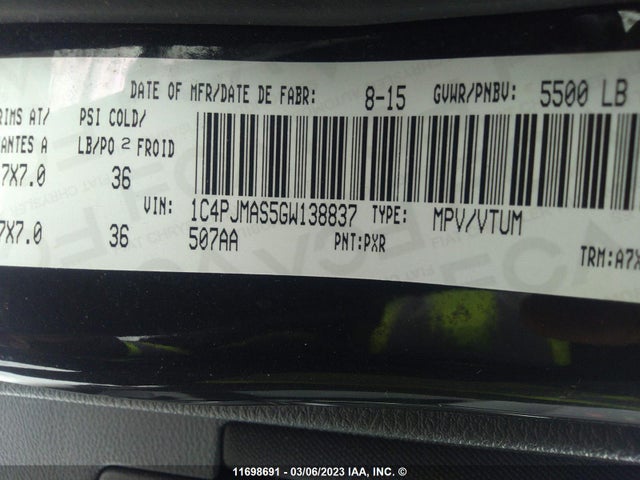 DATE OF MFR/DATE DE FABR: 8-15 GVWR/PNBV: 5500 LB
RIMS AT/ PSI COLD/
ANTES A LB/PO 2 FROID
7X7.0 36
VIN: 1C4PJMAS5GW138837 TYPE: MPV/VTUM
7X7.0 36 507AA PNT:PXR TRM:A7X
11698691 - 03/06/2023 IAA, INC. ©